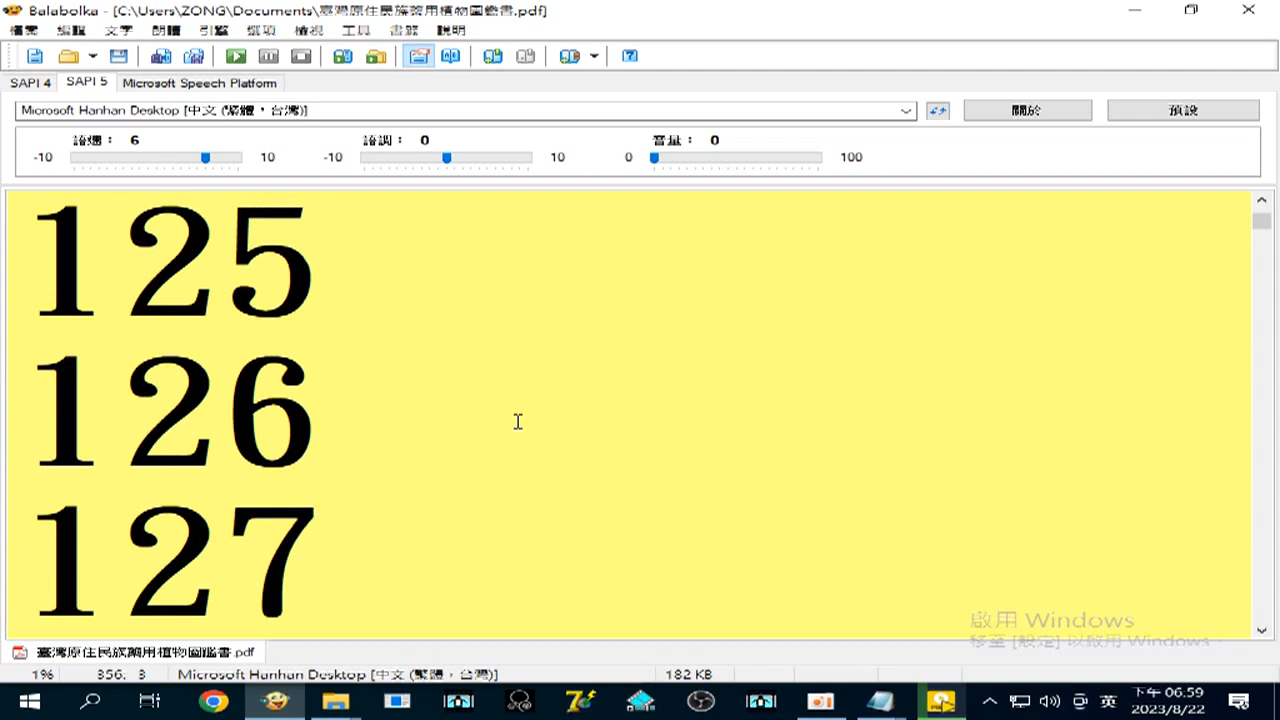 Balabolka - [C:\Users\ZONG\Documents\臺灣原住民族藥用植物圖鑑書.pdf]
檔案 編輯 文字 朗讀 引擎 選項 檢視 工具 書籤 說明
SAPI 4 SAPI 5 Microsoft Speech Platform
Microsoft Hanhan Desktop [中文 (繁體，台灣)] 關於 預設
語速： 6 語調： 0 音量： 0
-10 10 -10 10 0 100
125
126
127
啟用 Windows
移至 [設定] 以啟用 Windows。
臺灣原住民族藥用植物圖鑑書.pdf
1% 356: 3 Microsoft Hanhan Desktop [中文 (繁體，台灣)] 182 KB
英 下午 06:59
2023/8/22